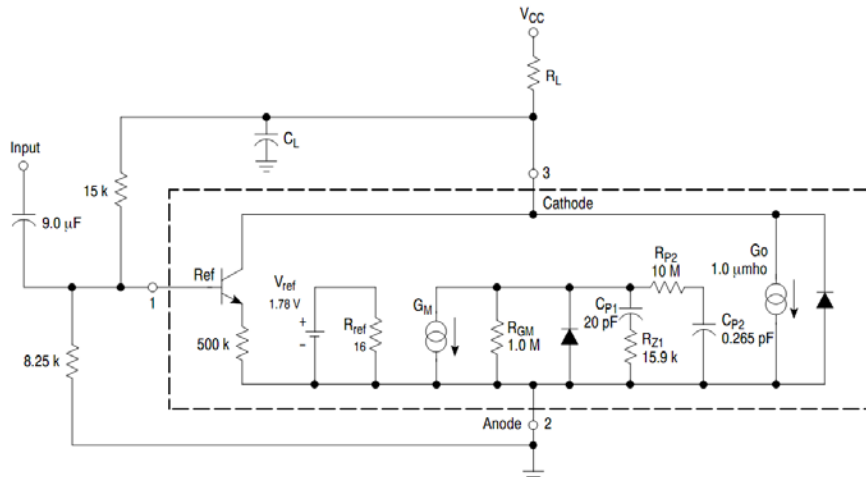 VCC
RL
CL
Input
15 k
9.0 µF
3
Cathode
Ref
1
Vref
1.78 V
+
-
Rref
16
500 k
8.25 k
GM
RGM
1.0 M
CP1
20 pF
RZ1
15.9 k
RP2
10 M
CP2
0.265 pF
Go
1.0 µmho
Anode
2